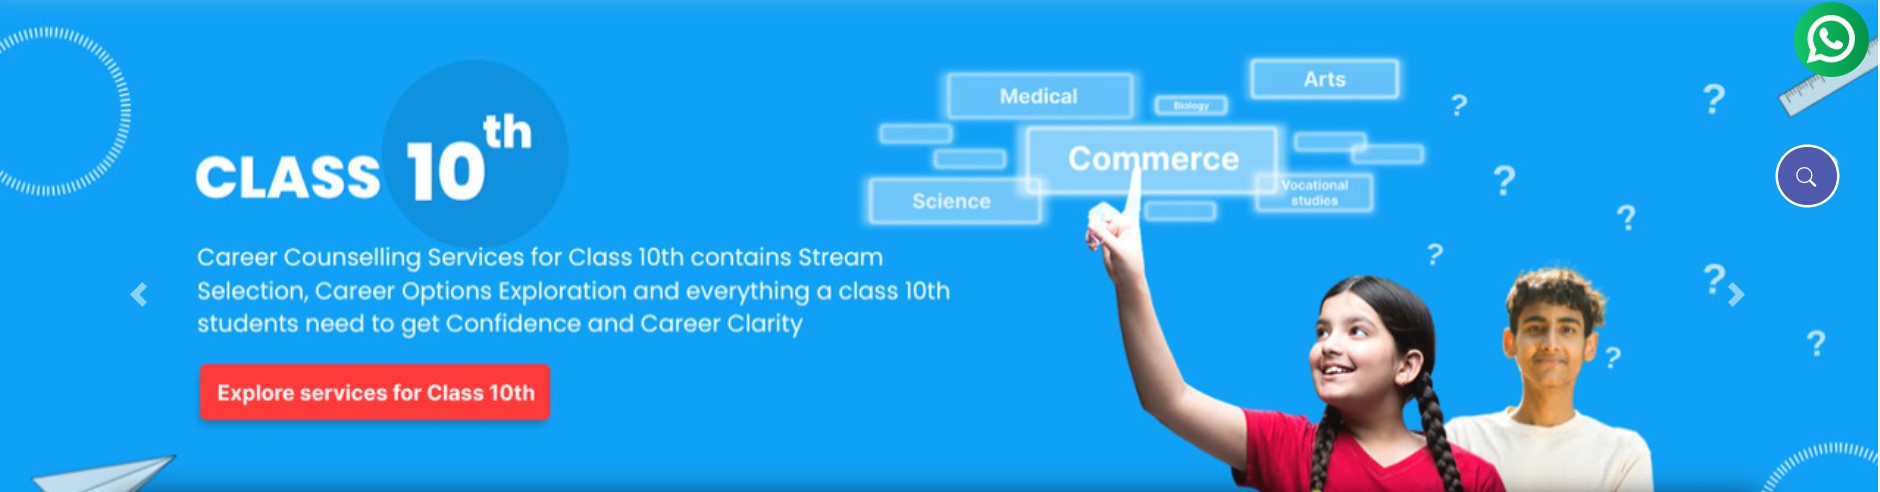 CLASS 10th
Career Counselling Services for Class 10th contains Stream
Selection, Career Options Exploration and everything a class 10th
students need to get Confidence and Career Clarity
Explore services for Class 10th
Medical
Biology
Arts
Commerce
Science
Vocational
studies
?
?
?
?
?
?
?
?